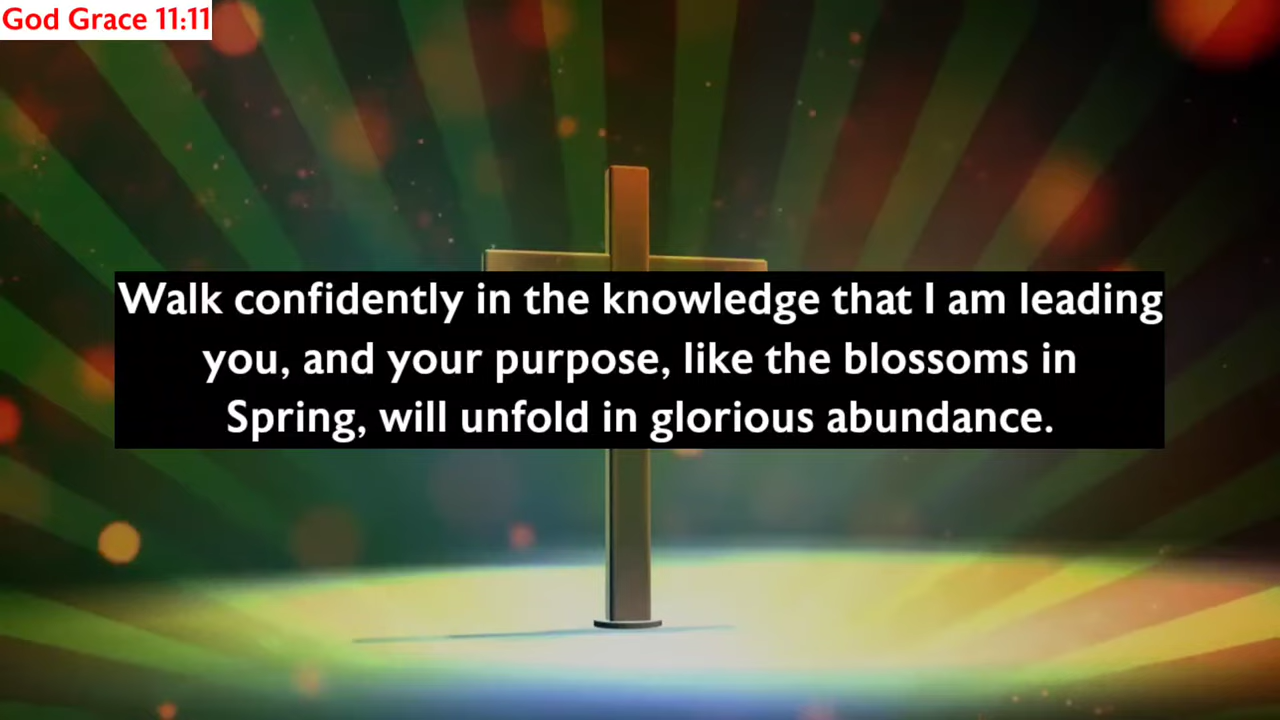 God Grace 11:11
Walk confidently in the knowledge that I am leading
you, and your purpose, like the blossoms in
Spring, will unfold in glorious abundance.